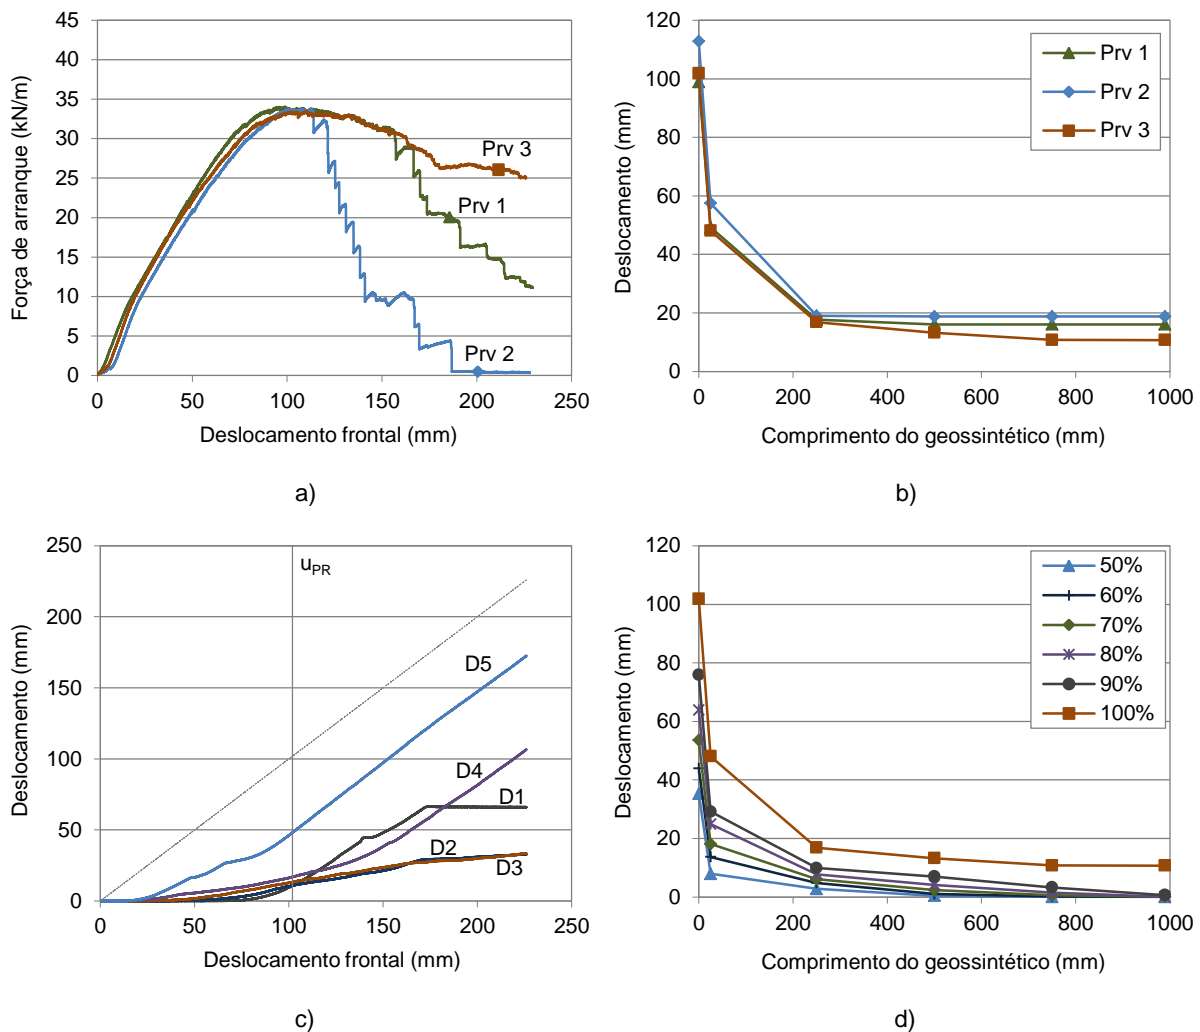 45
40
35
30
25
20
15
10
5
0
Força de arranque (kN/m)
Prv 3
Prv 1
Prv 2
0 50 100 150 200 250
Deslocamento frontal (mm)
a)
120
100
80
60
40
20
0
Deslocamento (mm)
Prv 1
Prv 2
Prv 3
0 200 400 600 800 1000
Comprimento do geossintético (mm)
b)
250
200
150
100
50
0
Deslocamento (mm)
uPR
D5
D4
D1
D2
D3
0 50 100 150 200 250
Deslocamento frontal (mm)
c)
120
100
80
60
40
20
0
Deslocamento (mm)
50%
60%
70%
80%
90%
100%
0 200 400 600 800 1000
Comprimento do geossintético (mm)
d)